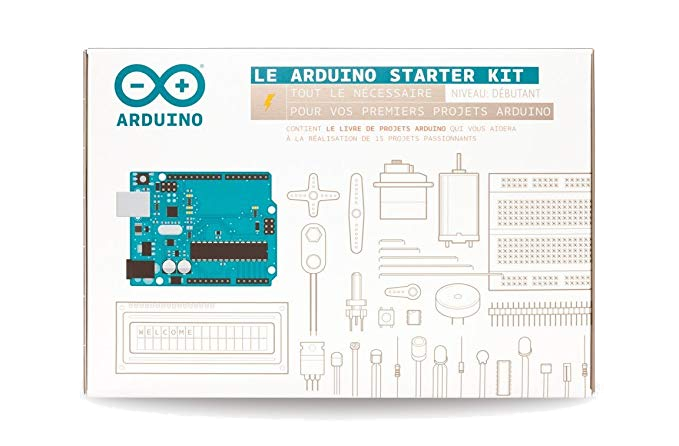 ARDUINO
LE ARDUINO STARTER KIT
TOUT LE NÉCESSAIRE NIVEAU: DÉBUTANT
POUR VOS PREMIERS PROJETS ARDUINO
CONTIENT LE LIVRE DE PROJETS ARDUINO QUI VOUS AIDERA
À LA RÉALISATION DE 15 PROJETS PASSIONNANTS
WELCOME